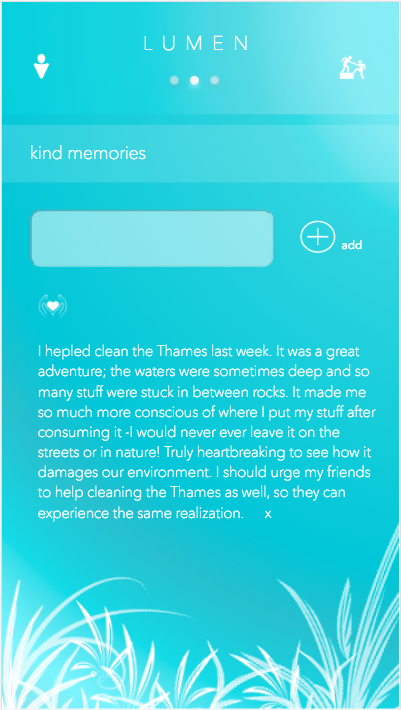 LUMEN
kind memories
add
I hepled clean the Thames last week. It was a great
adventure; the waters were sometimes deep and so
many stuff were stuck in between rocks. It made me
so much more conscious of where I put my stuff after
consuming it -I would never ever leave it on the
streets or in nature! Truly heartbreaking to see how it
damages our environment. I should urge my friends
to help cleaning the Thames as well, so they can
experience the same realization. x